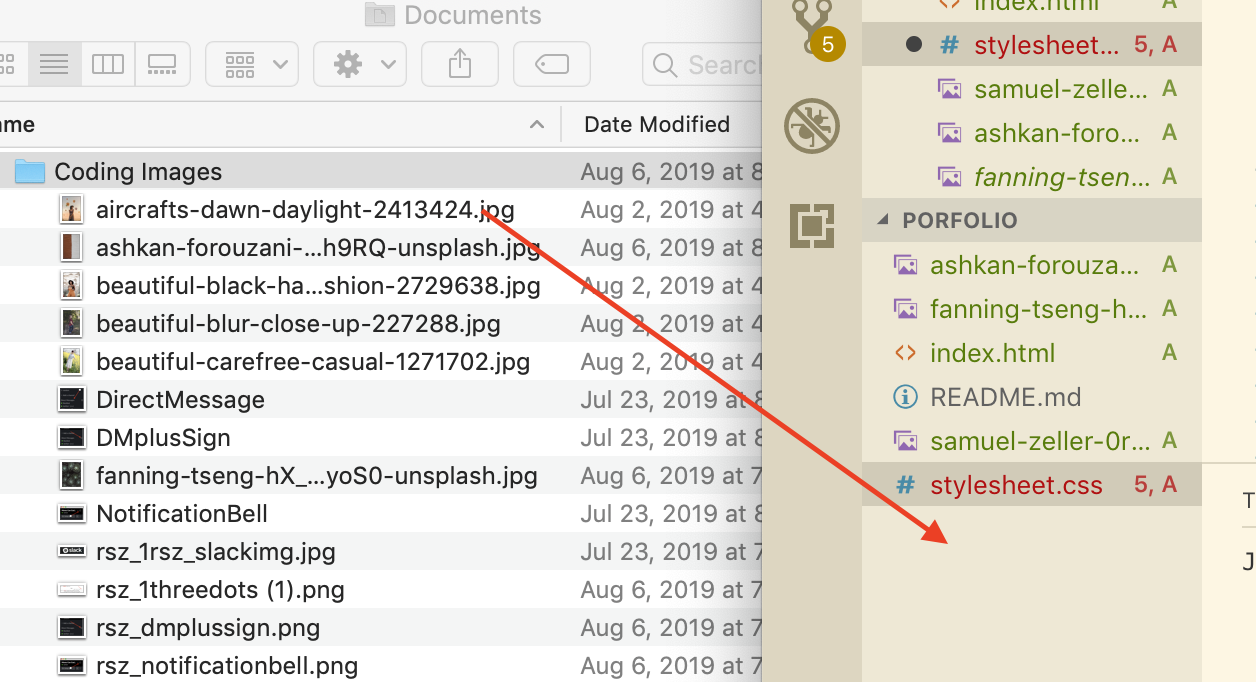 Documents
Search
ame
Date Modified
Coding Images
Aug 6, 2019 at 8
aircrafts-dawn-daylight-2413424.jpg
Aug 2, 2019 at 4
ashkan-forouzani-...h9RQ-unsplash.jpg
Aug 6, 2019 at 8
beautiful-black-ha...shion-2729638.jpg
Aug 2, 2019 at 4
beautiful-blur-close-up-227288.jpg
Aug 2, 2019 at 4
beautiful-carefree-casual-1271702.jpg
Aug 2, 2019 at 4
DirectMessage
Jul 23, 2019 at 8
DMplusSign
Jul 23, 2019 at 8
fanning-tseng-hX_...yoS0-unsplash.jpg
Aug 6, 2019 at 7
NotificationBell
Jul 23, 2019 at 8
rsz_1rsz_slackimg.jpg
Jul 23, 2019 at 7
rsz_1threedots (1).png
Aug 6, 2019 at 7
rsz_dmplussign.png
Aug 6, 2019 at 7
rsz_notificationbell.png
Aug 6, 2019 at 7
5
index.html A
# stylesheet... 5, A
samuel-zelle... A
ashkan-foro... A
fanning-tsen... A
PORFOLIO
ashkan-forouza... A
fanning-tseng-h... A
<> index.html A
README.md
samuel-zeller-0r... A
# stylesheet.css 5, A
T
J